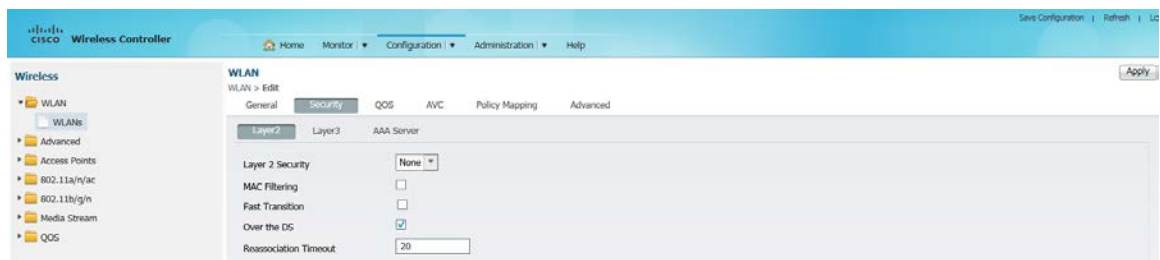 Save Configuration | Refresh | Lo
CISCO Wireless Controller
Home Monitor Configuration Administration Help
Wireless
WLAN
WLANs
Advanced
Access Points
802.11a/n/ac
802.11b/g/n
Media Stream
QOS
WLAN
Apply
WLAN > Edit
General Security QOS AVC Policy Mapping Advanced
Layer2 Layer3 AAA Server
Layer 2 Security None
MAC Filtering
Fast Transition
Over the DS
Reassociation Timeout 20